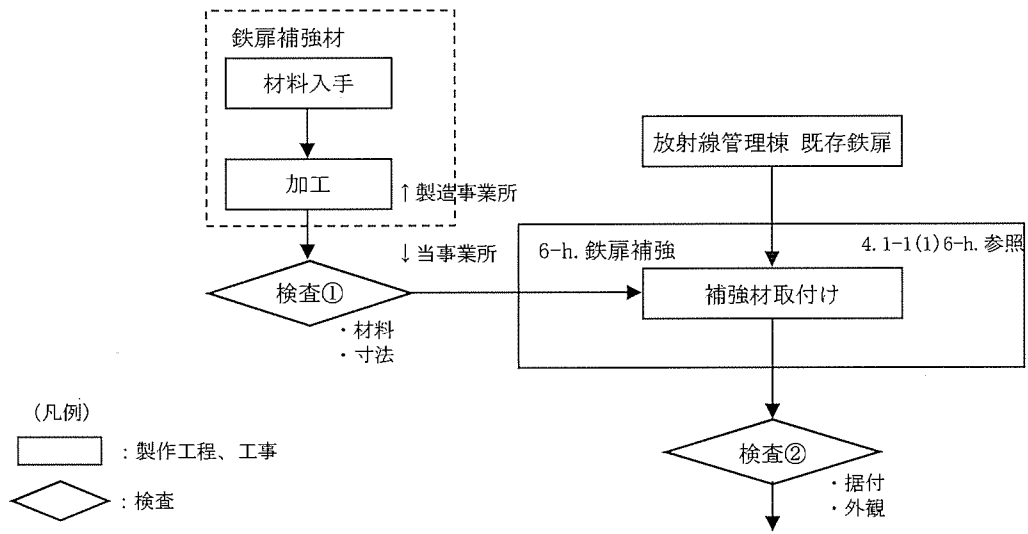 鉄扉補強材
材料入手
加工
↑製造事業所
↓当事業所
検査①
・材料
・寸法
放射線管理棟 既存鉄扉
6-h. 鉄扉補強
4.1-1(1)6-h. 参照
補強材取付け
検査②
・据付
・外観
(凡例)
:製作工程、工事
:検査